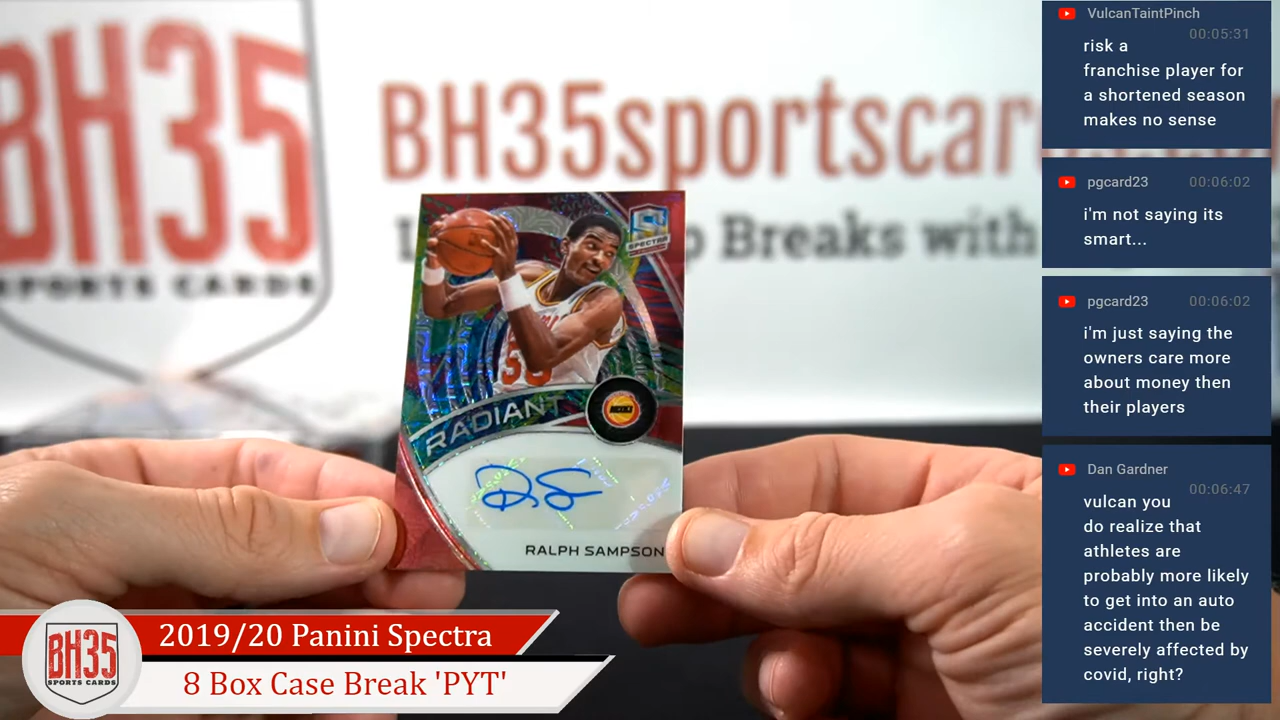 BH35
SPORTS CARDS
BH35sportscar
Breaks with
SPECTRA
RADIANT
RALPH SAMPSON
BH35
SPORTS CARDS
2019/20 Panini Spectra
8 Box Case Break 'PYT'
VulcanTaintPinch
00:05:31
risk a
franchise player for
a shortened season
makes no sense
pgcard23 00:06:02
i'm not saying its
smart...
pgcard23 00:06:02
i'm just saying the
owners care more
about money then
their players
Dan Gardner
00:06:47
vulcan you
do realize that
athletes are
probably more likely
to get into an auto
accident then be
severely affected by
covid, right?